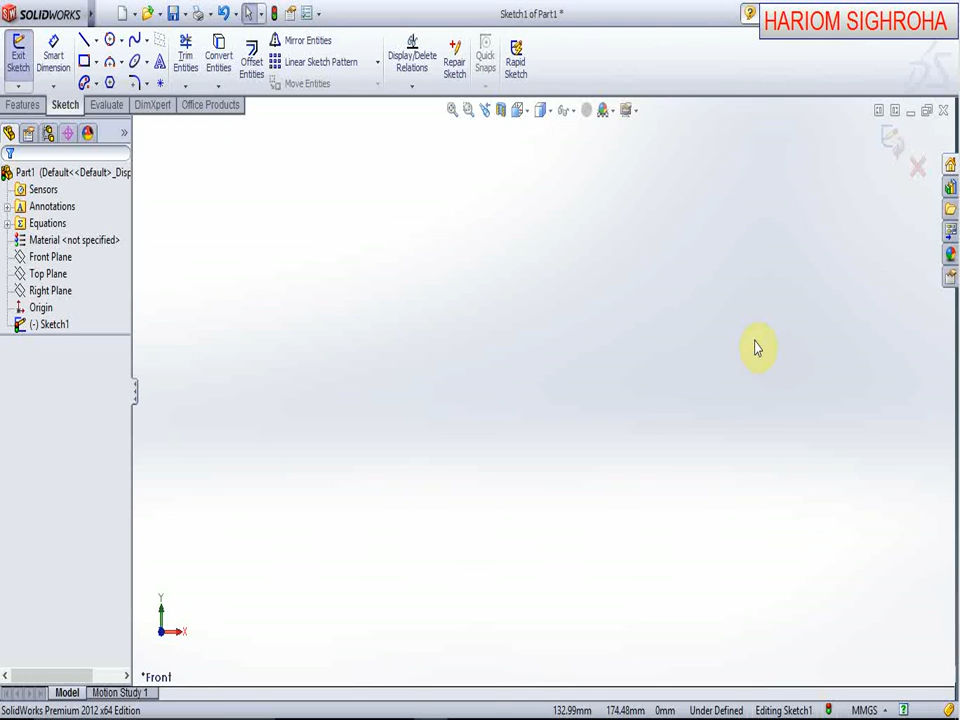 SOLIDWORKS
Sketch1 of Part1 *
HARIOM SIGHROHA
Exit Sketch
Smart Dimension
Trim Entities
Convert Entities
Offset Entities
Mirror Entities
Linear Sketch Pattern
Move Entities
Display/Delete Relations
Repair Sketch
Quick Snaps
Rapid Sketch
Features
Sketch
Evaluate
DimXpert
Office Products
Part1 (Default<<Default>_Disp
Sensors
Annotations
Equations
Material <not specified>
Front Plane
Top Plane
Right Plane
Origin
(-) Sketch1
Y
X
*Front
Model
Motion Study 1
SolidWorks Premium 2012 x64 Edition
132.99mm
174.48mm
0mm
Under Defined
Editing Sketch1
MMGS